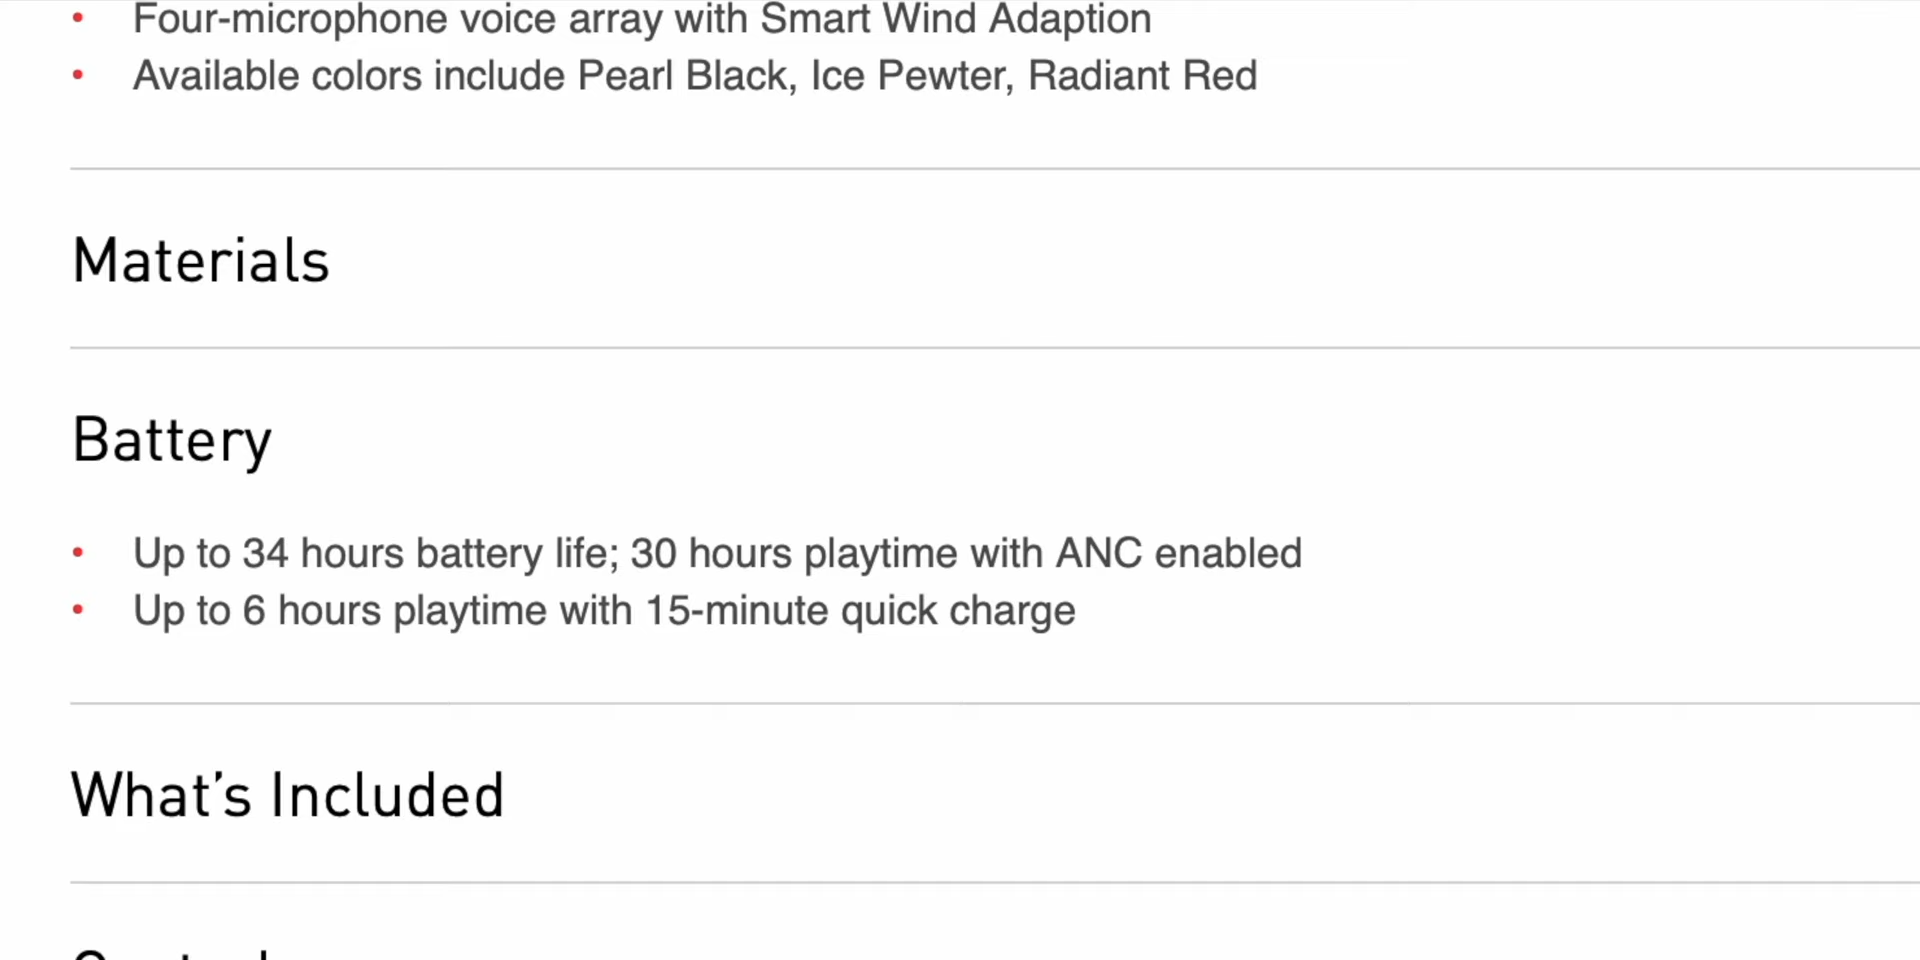 • Four-microphone voice array with Smart Wind Adaption
• Available colors include Pearl Black, Ice Pewter, Radiant Red
Materials
Battery
• Up to 34 hours battery life; 30 hours playtime with ANC enabled
• Up to 6 hours playtime with 15-minute quick charge
What’s Included